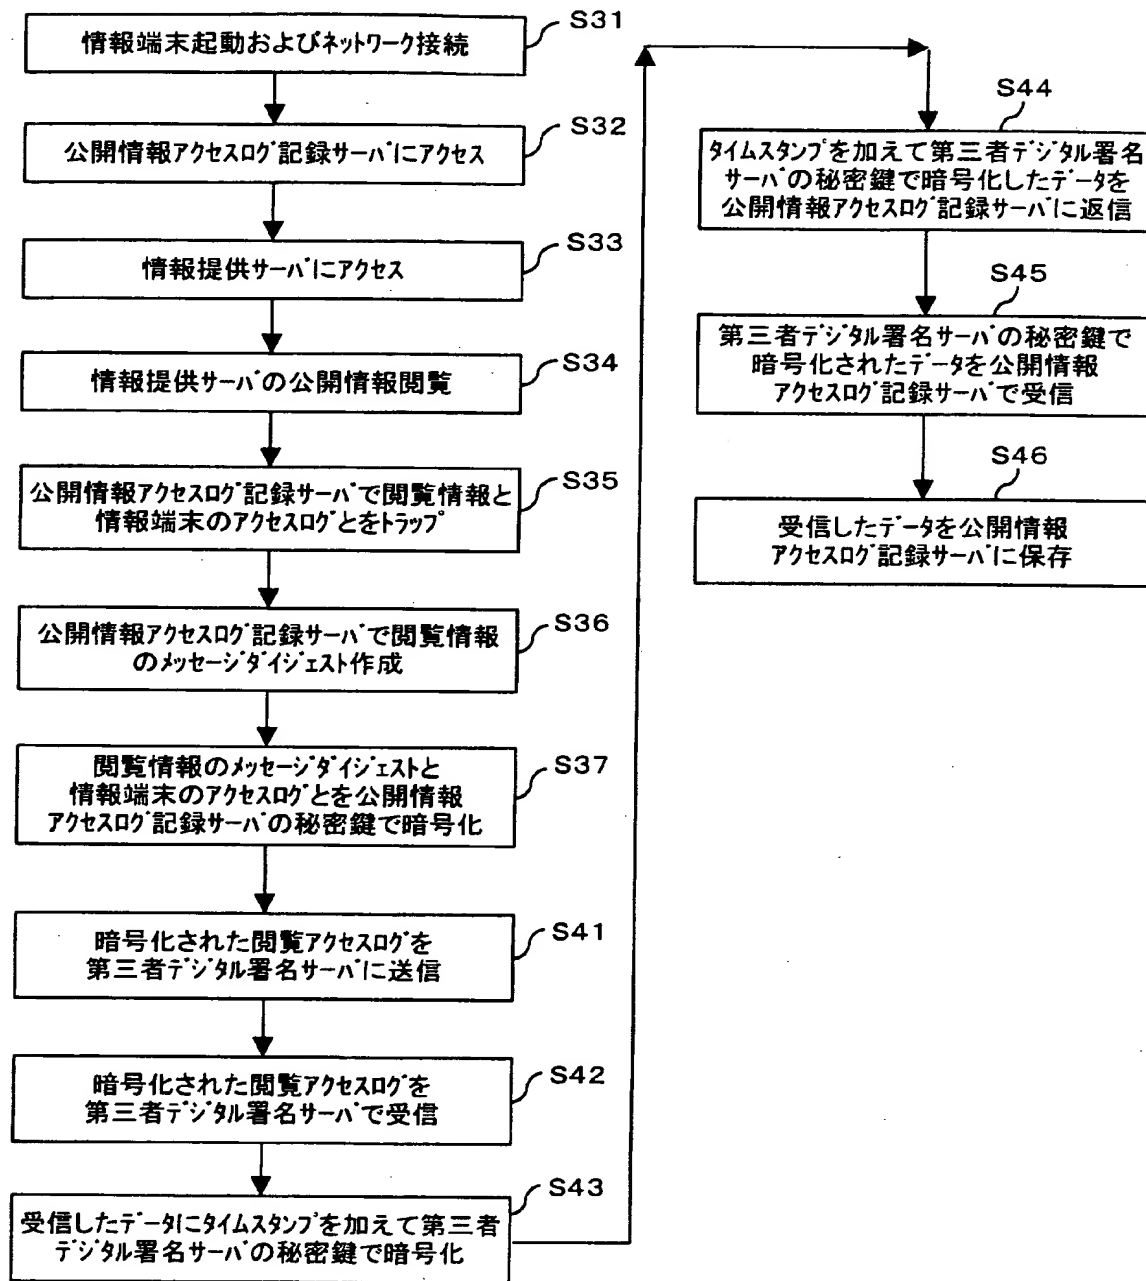 S31
情報端末起動およびネットワーク接続
S32
公開情報アクセスログ記録サーバにアクセス
S33
情報提供サーバにアクセス
S34
情報提供サーバの公開情報閲覧
S35
公開情報アクセスログ記録サーバで閲覧情報と
情報端末のアクセスログとをトラップ
S36
公開情報アクセスログ記録サーバで閲覧情報
のメッセージダイジェスト作成
S37
閲覧情報のメッセージダイジェストと
情報端末のアクセスログとを公開情報
アクセスログ記録サーバの秘密鍵で暗号化
S41
暗号化された閲覧アクセスログを
第三者デジタル署名サーバに送信
S42
暗号化された閲覧アクセスログを
第三者デジタル署名サーバで受信
S43
受信したデータにタイムスタンプを加えて第三者
デジタル署名サーバの秘密鍵で暗号化
S44
タイムスタンプを加えて第三者デジタル署名
サーバの秘密鍵で暗号化したデータを
公開情報アクセスログ記録サーバに返信
S45
第三者デジタル署名サーバの秘密鍵で
暗号化されたデータを公開情報
アクセスログ記録サーバで受信
S46
受信したデータを公開情報
アクセスログ記録サーバに保存